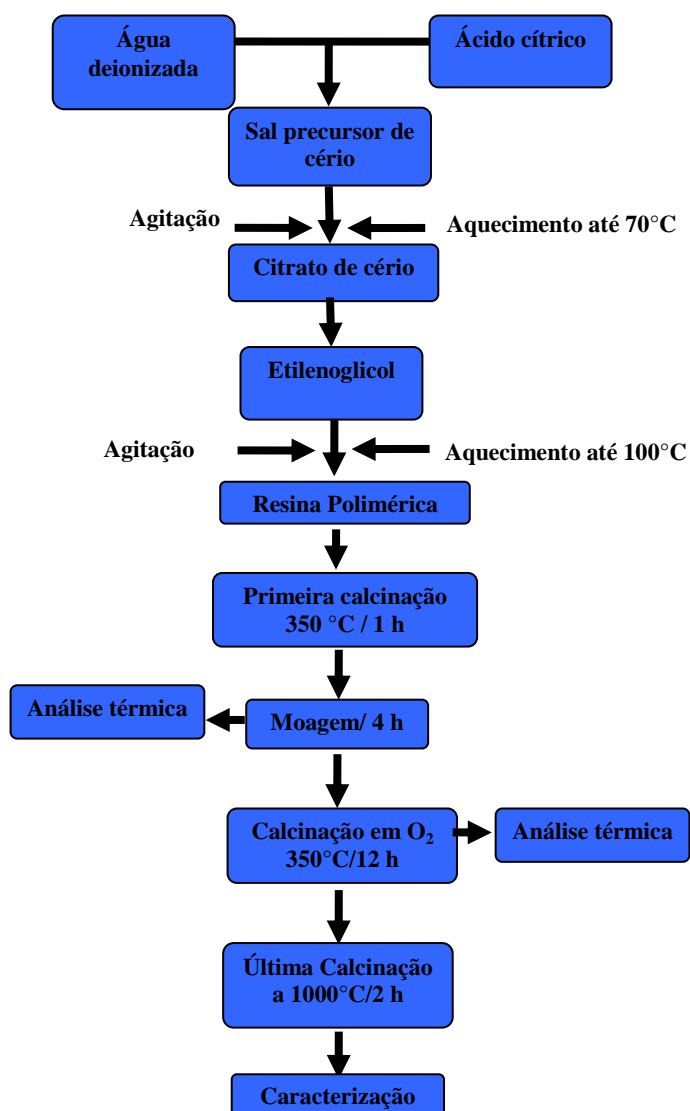 Água
deionizada
Ácido cítrico
Sal precursor de
cério
Agitação
Aquecimento até 70°C
Citrato de cério
Etilenoglicol
Agitação
Aquecimento até 100°C
Resina Polimérica
Primeira calcinação
350 °C / 1 h
Análise térmica
Moagem/ 4 h
Calcinação em O₂
350°C/12 h
Análise térmica
Última Calcinação
a 1000°C/2 h
Caracterização